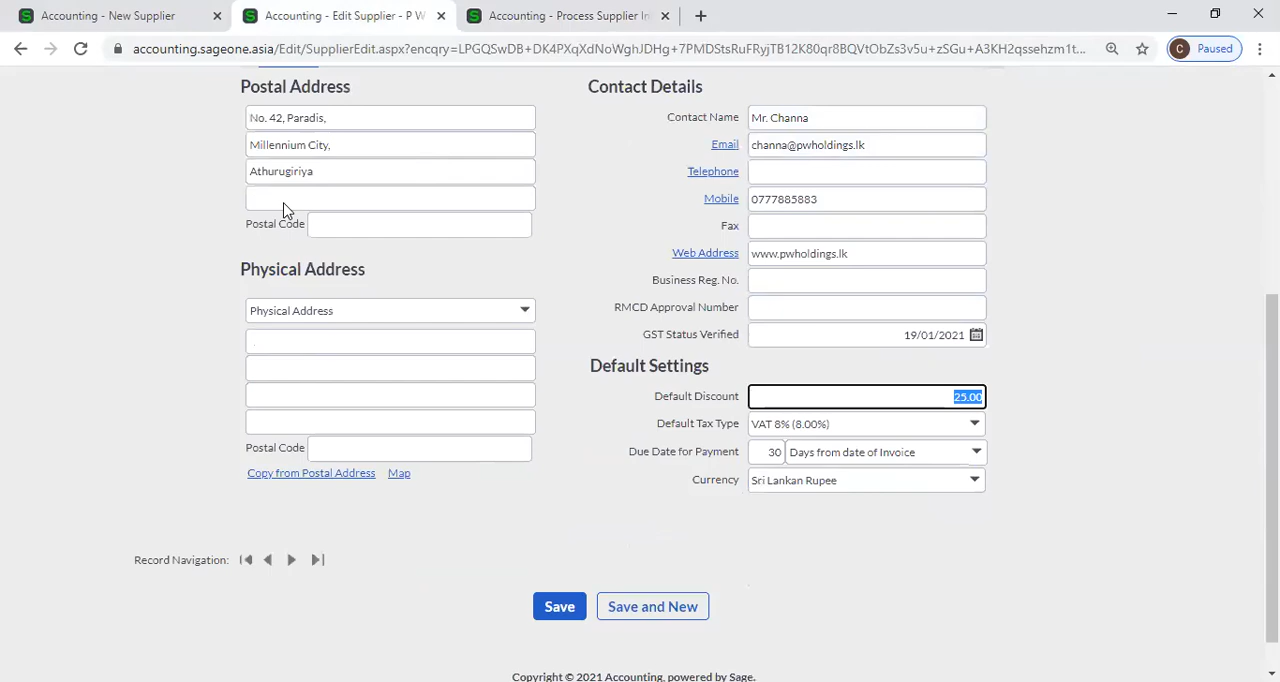 Accounting - New Supplier
Accounting - Edit Supplier - P W
Accounting - Process Supplier In
accounting.sageone.asia/Edit/SupplierEdit.aspx?encqry=LPGQSwDB+DK4PXqXdNoWghJDHg+7PMDStsRuFRyjTB12K80qr8BQVtObZs3v5u+zSGu+A3KH2qssehzm1t...
C Paused
Postal Address
No. 42, Paradis,
Millennium City,
Athurugiriya
Postal Code
Physical Address
Physical Address
Postal Code
Copy from Postal Address Map
Contact Details
Contact Name Mr. Channa
Email channa@pwholdings.lk
Telephone
Mobile 0777885883
Fax
Web Address www.pwholdings.lk
Business Reg. No.
RMCD Approval Number
GST Status Verified 19/01/2021
Default Settings
Default Discount 25.00
Default Tax Type VAT 8% (8.00%)
Due Date for Payment 30 Days from date of Invoice
Currency Sri Lankan Rupee
Record Navigation:
Save Save and New
Copyright © 2021 Accounting, powered by Sage.